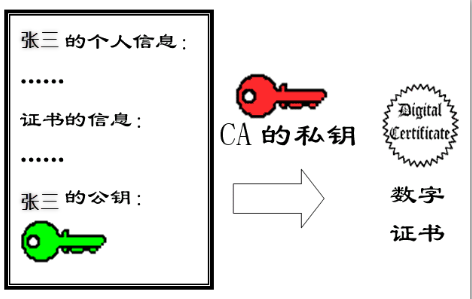 张三的个人信息：
......
证书的信息：
......
张三的公钥：
CA的私钥
Digital
Certificate
数字
证书